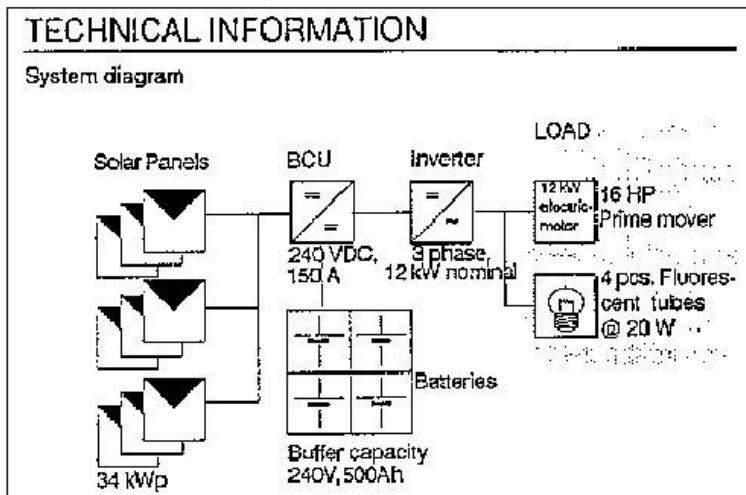 TECHNICAL INFORMATION
System diagram
LOAD
Solar Panels
BCU
Inverter
12 kW
electric-
motor
16 HP
Prime mover
240 VDC,
150 A
3 phase,
12 kW nominal
4 pcs. Fluores-
cent tubes
@ 20 W
Batteries
Buffer capacity
240V, 500Ah
34 kWp